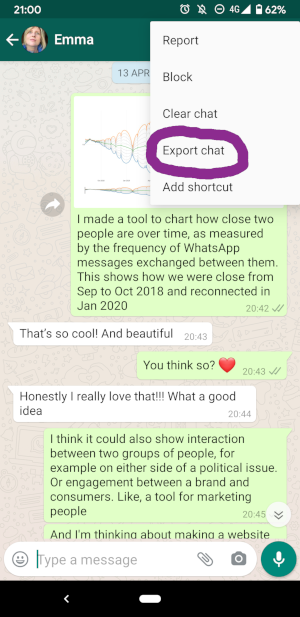 21:00
4G
62%
Emma
Report
Block
Clear chat
Export chat
Add shortcut
13 APR
I made a tool to chart how close two
people are over time, as measured
by the frequency of WhatsApp
messages exchanged between them.
This shows how we were close from
Sep to Oct 2018 and reconnected in
Jan 2020
20:42
That's so cool! And beautiful
20:43
You think so? ❤️
20:43
Honestly I really love that!!! What a good
idea
20:44
I think it could also show interaction
between two groups of people, for
example on either side of a political issue.
Or engagement between a brand and
consumers. Like, a tool for marketing
people
20:45
And I'm thinking about making a website
Type a message